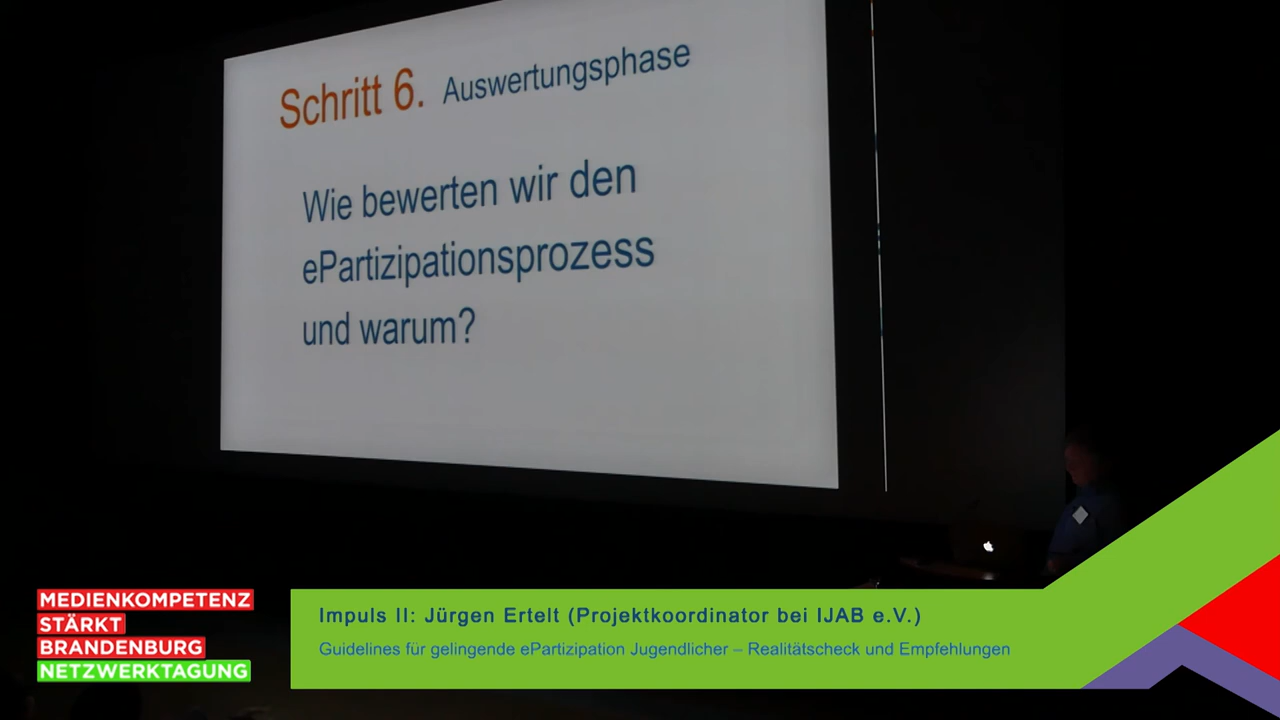 Schritt 6. Auswertungsphase
Wie bewerten wir den
ePartizipationsprozess
und warum?
MEDIENKOMPETENZ
STÄRKT
BRANDENBURG
NETZWERKTAGUNG
Impuls II: Jürgen Ertelt (Projektkoordinator bei IJAB e.V.)
Guidelines für gelingende ePartizipation Jugendlicher – Realitätscheck und Empfehlungen